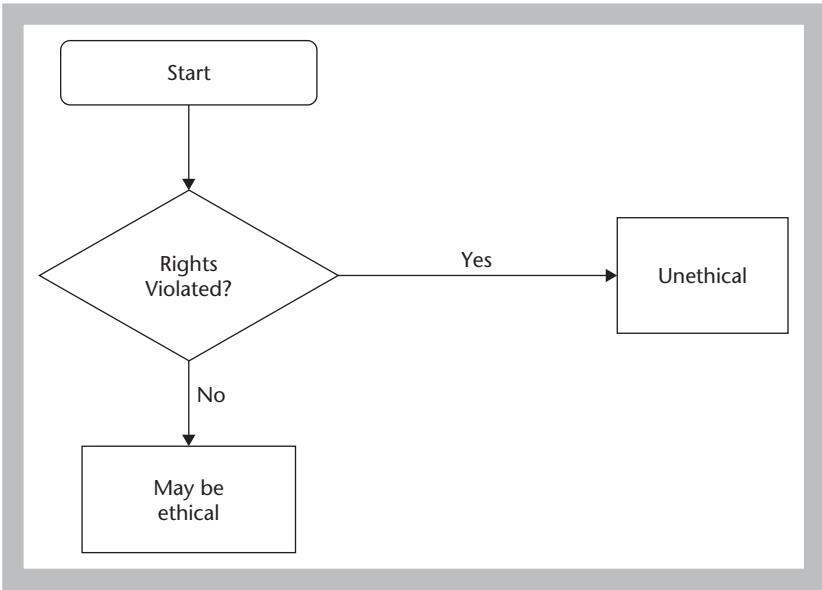 Start
Rights
Violated?
Yes
Unethical
No
May be
ethical